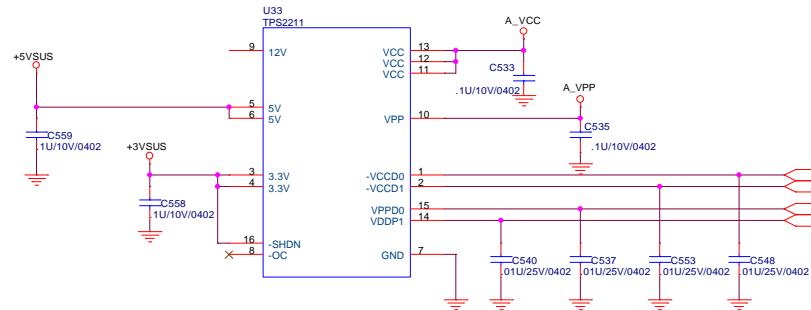 U33
TPS2211
A_VCC
9
12V
VCC
13
VCC
12
VCC
11
C533
.1U/10V/0402
+5VSUS
A_VPP
5
5V
6
5V
VPP
10
C535
.1U/10V/0402
C559
.1U/10V/0402
+3VSUS
3
3.3V
4
3.3V
-VCCD0
1
-VCCD1
2
C558
.1U/10V/0402
VPPD0
15
VDDP1
14
16
-SHDN
8
-OC
GND
7
C540
.01U/25V/0402
C537
.01U/25V/0402
C553
.01U/25V/0402
C548
.01U/25V/0402